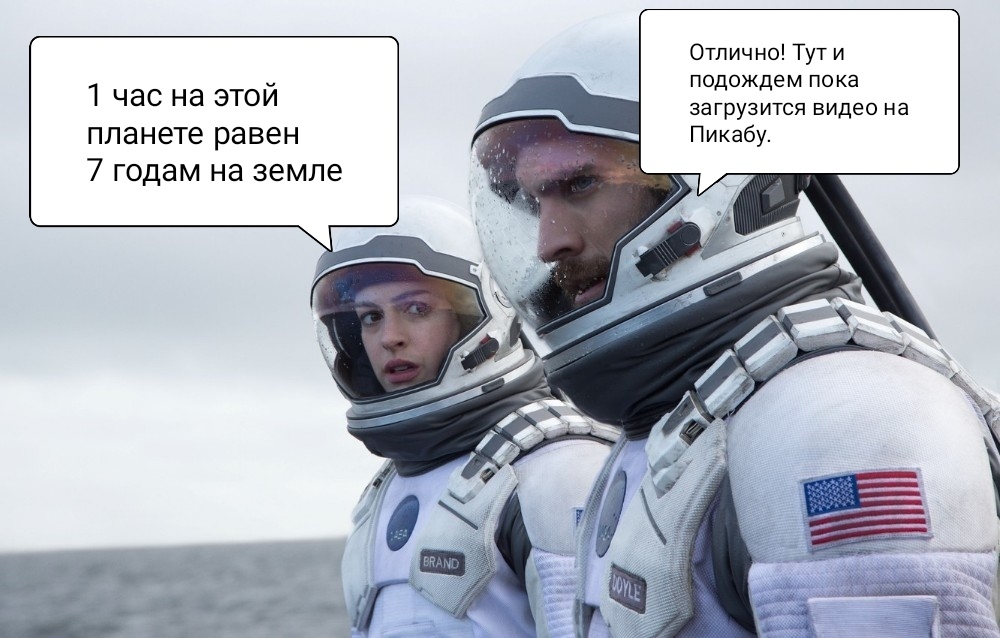 1 час на этой
планете равен
7 годам на земле
Отлично! Тут и
подождем пока
загрузится видео на
Пикабу.
BRAND
DOYLE